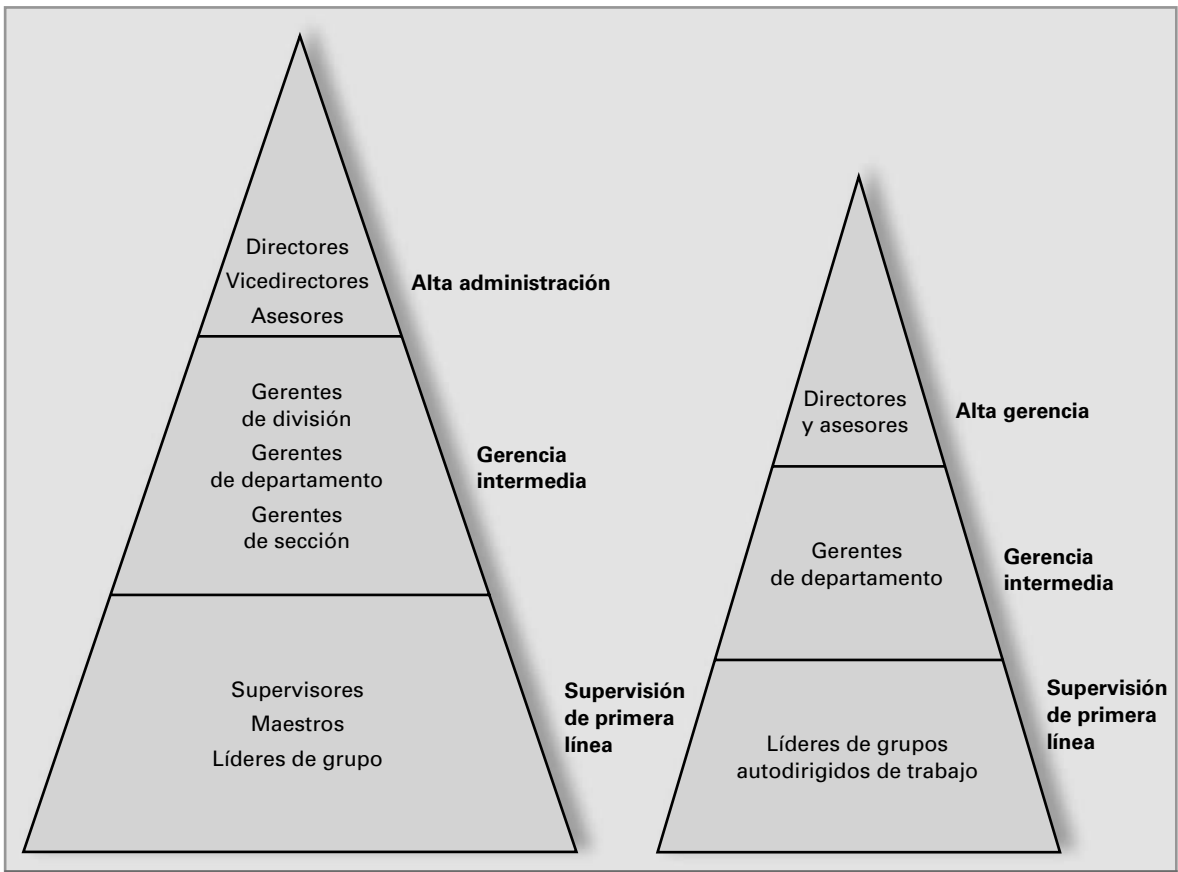 Directores
Vicedirectores
Asesores
Alta administración
Gerentes
de división
Gerentes
de departamento
Gerentes
de sección
Gerencia
intermedia
Supervisores
Maestros
Líderes de grupo
Supervisión
de primera
línea
Directores
y asesores
Alta gerencia
Gerentes
de departamento
Gerencia
intermedia
Líderes de grupos
autodirigidos de trabajo
Supervisión
de primera
línea